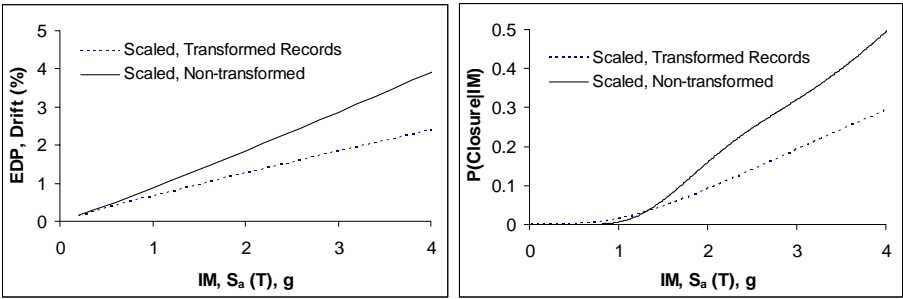 5
4
3
2
1
0
EDP, Drift (%)
Scaled, Transformed Records
Scaled, Non-transformed
0 1 2 3 4
IM, Sₐ (T), g
0.5
0.4
0.3
0.2
0.1
0
P(Closure|IM)
Scaled, Transformed Records
Scaled, Non-transformed
0 1 2 3 4
IM, Sₐ (T), g